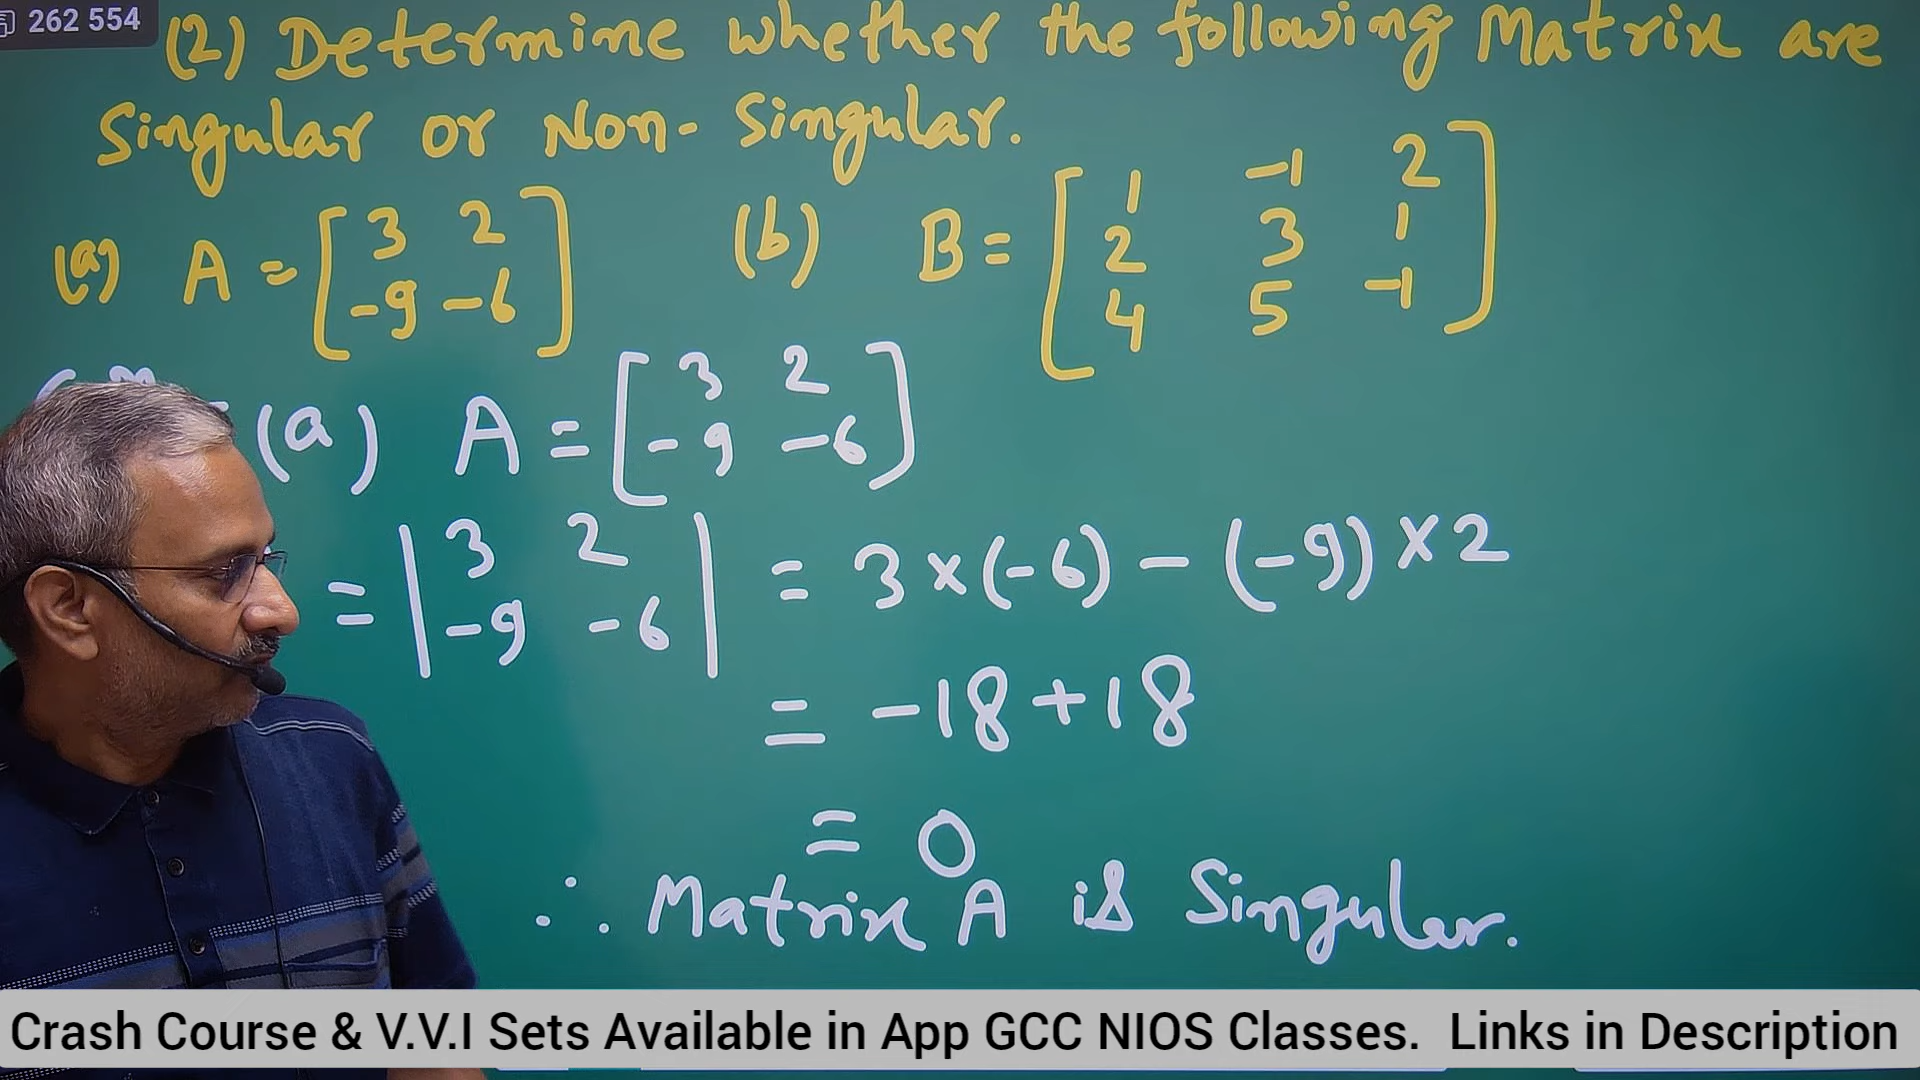 262 554
(2) Determine whether the following Matrix are
Singular or Non-Singular.
(a) A = [3 2
-9 -6]
(b) B = [1 -1 2
2 3 1
4 5 -1]
(a) A = [3 2
-9 -6]
= |3 2
-9 -6| = 3×(-6) - (-9)×2
= -18+18
= 0
∴ Matrix A is Singular.
Crash Course & V.V.I Sets Available in App GCC NIOS Classes. Links in Description